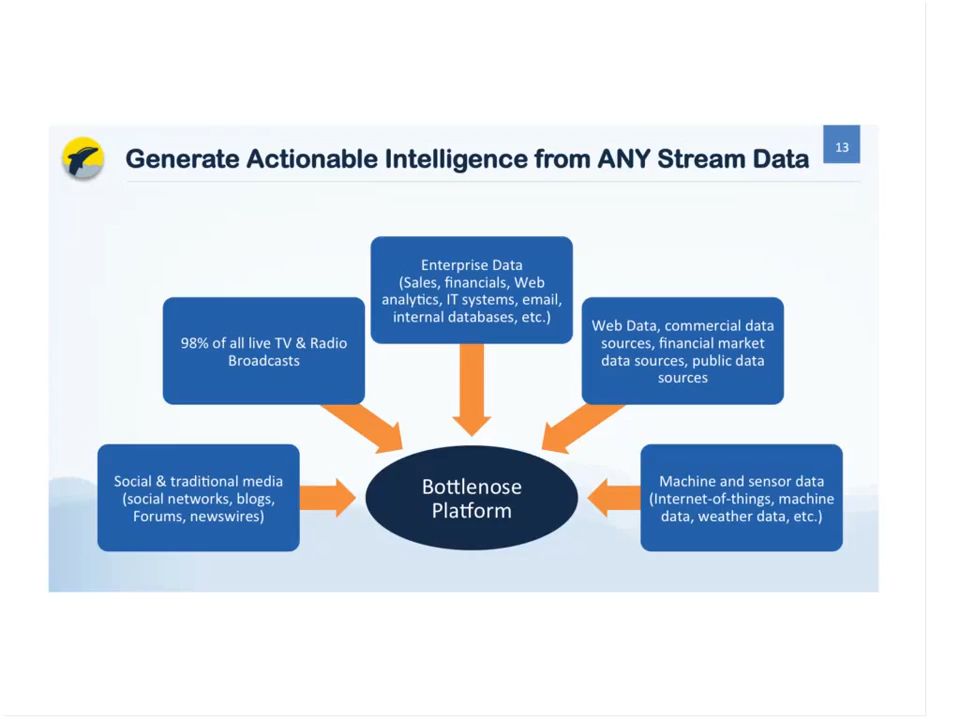 Generate Actionable Intelligence from ANY Stream Data
13
Enterprise Data
(Sales, financials, Web
analytics, IT systems, email,
internal databases, etc.)
98% of all live TV & Radio
Broadcasts
Web Data, commercial data
sources, financial market
data sources, public data
sources
Social & traditional media
(social networks, blogs,
Forums, newswires)
Bottlenose
Platform
Machine and sensor data
(Internet-of-things, machine
data, weather data, etc.)